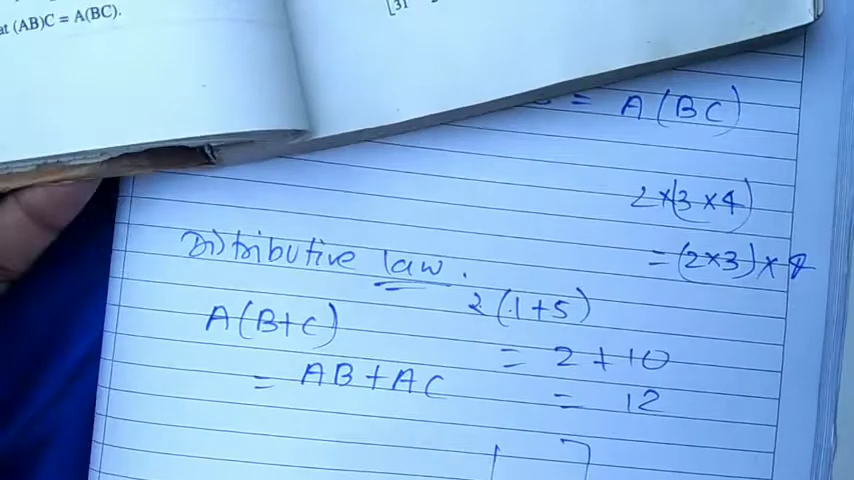 at (AB)C = A(BC).
[31
= A(BC)
2×(3×4)
= (2×3)×4
Distributive law.
A(B+C)
= AB+AC
2(1+5)
= 2+10
= 12